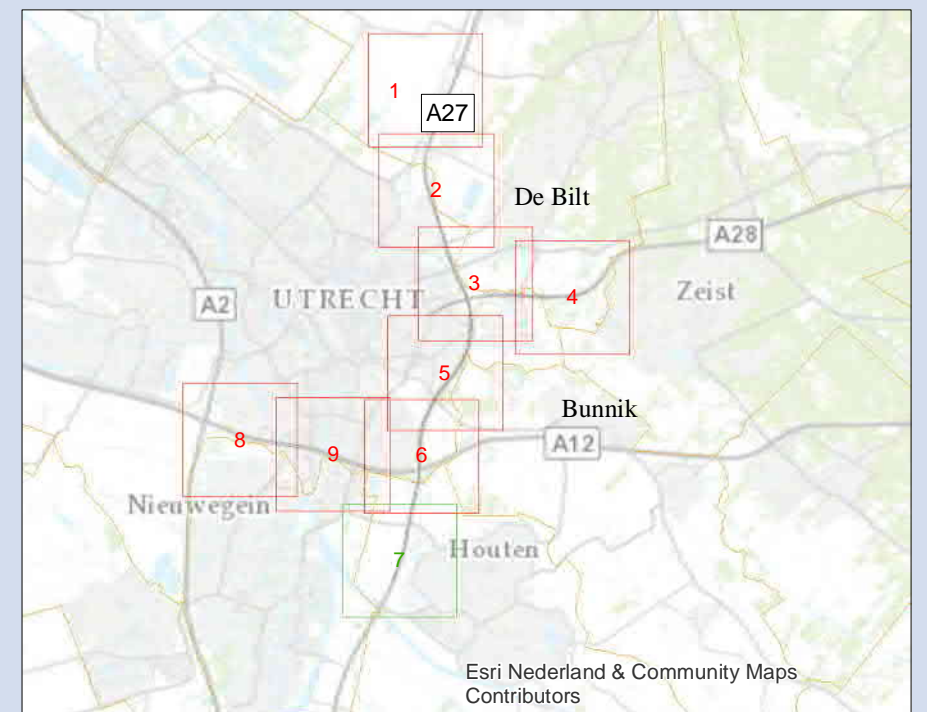 1
A27
2
De Bilt
A28
3
4
Zeist
A2
UTRECHT
5
Bunnik
8
9
6
A12
Nieuwegein
Houten
7
Esri Nederland & Community Maps
Contributors